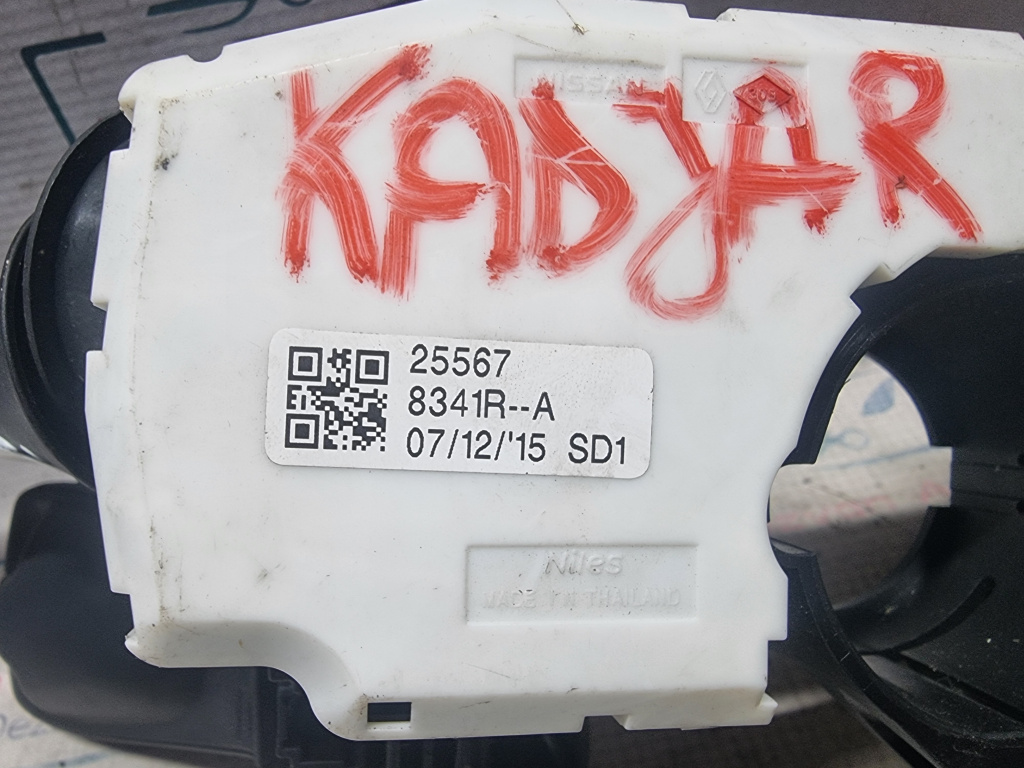 NISSAN
KADJAR
25567
8341R--A
07/12/'15 SD1
Niles
MADE IN THAILAND